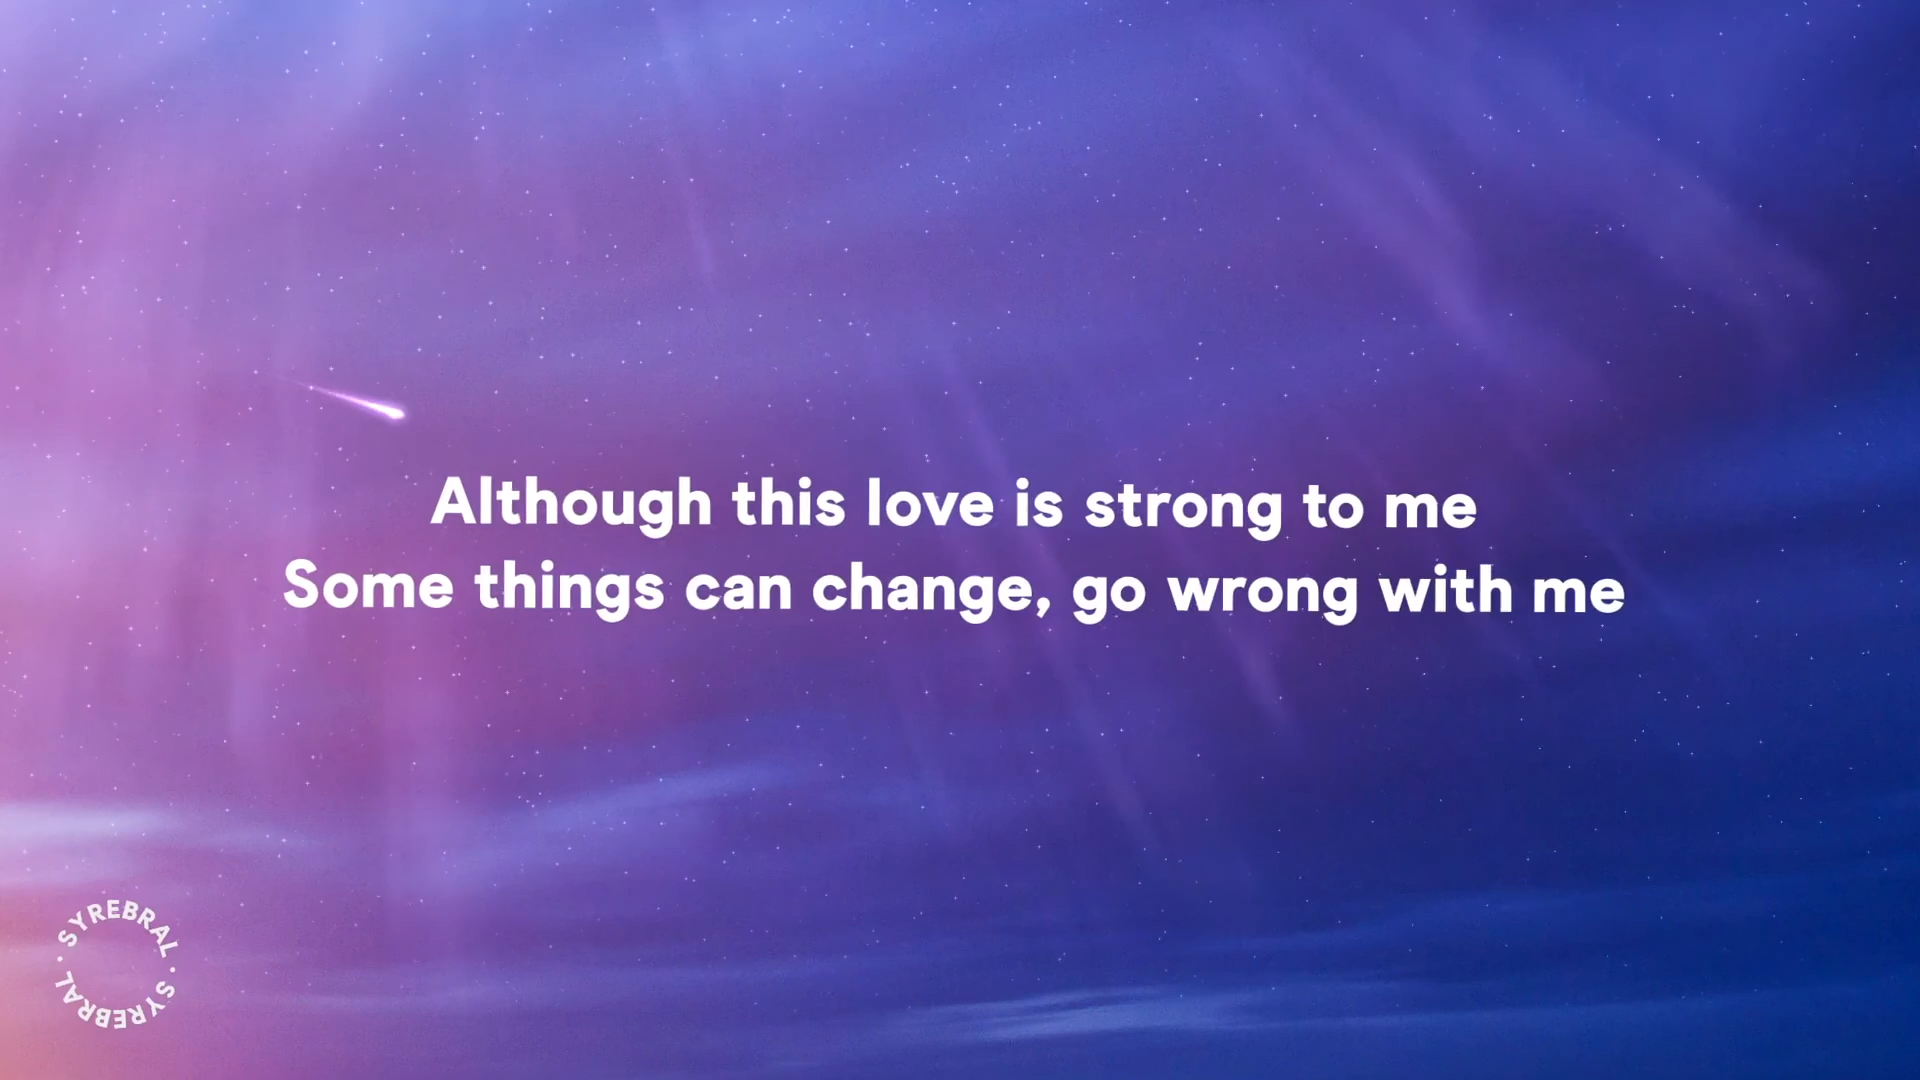 Although this love is strong to me
Some things can change, go wrong with me
SYREBRAL · SYREBRAL ·